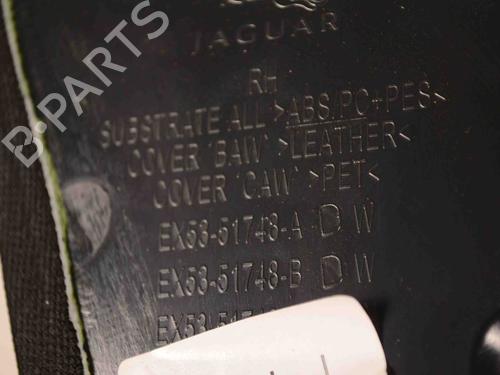 JAGUAR
RH
SUBSTRATE ALL >ABS/PC+PES<
COVER 'BAW' >LEATHER<
COVER 'CAW' >PET<
EX53-51748-A D W
EX53-51748-B D W
B-PARTS